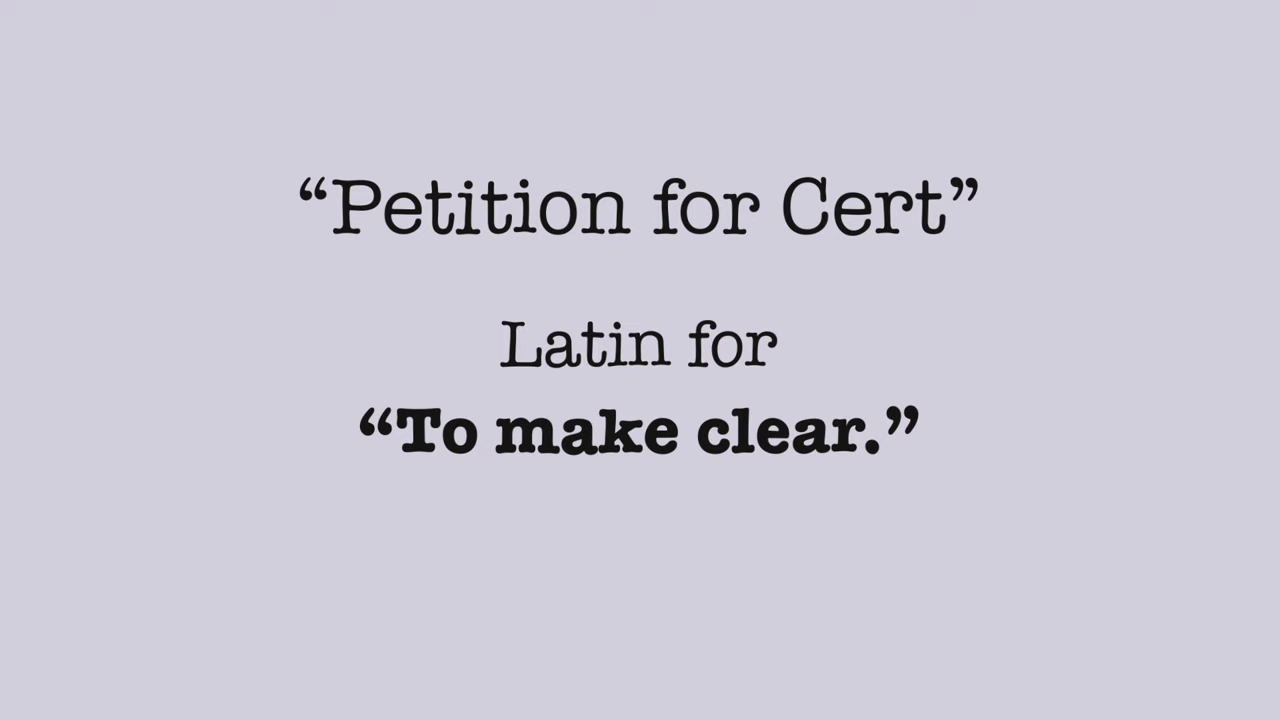 “Petition for Cert”
Latin for
“To make clear.”